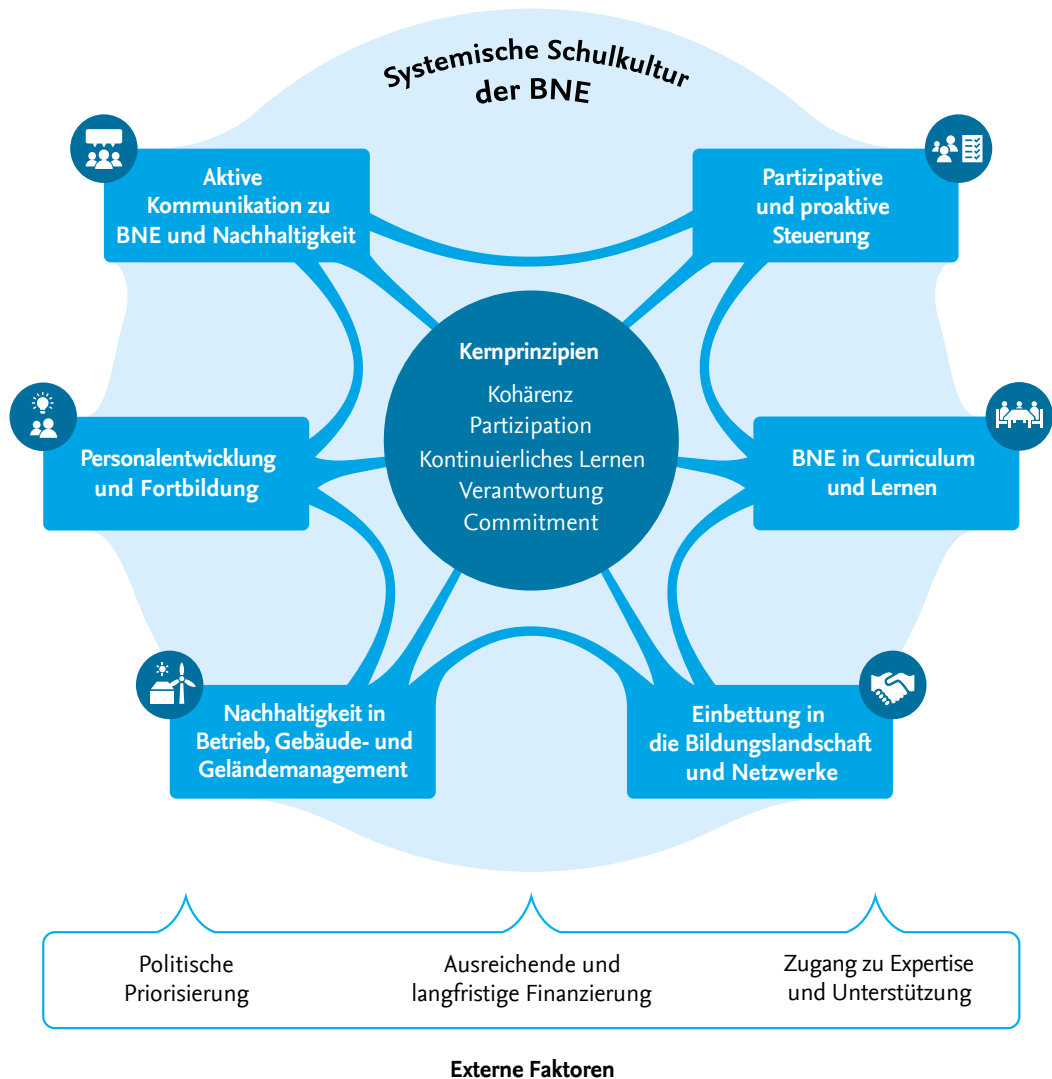 Systemische Schulkultur
der BNE
Aktive
Kommunikation zu
BNE und Nachhaltigkeit
Partizipative
und proaktive
Steuerung
Kernprinzipien
Kohärenz
Partizipation
Kontinuierliches Lernen
Verantwortung
Commitment
Personalentwicklung
und Fortbildung
BNE in Curriculum
und Lernen
Nachhaltigkeit in
Betrieb, Gebäude- und
Geländemanagement
Einbettung in
die Bildungslandschaft
und Netzwerke
Politische
Priorisierung
Ausreichende und
langfristige Finanzierung
Zugang zu Expertise
und Unterstützung
Externe Faktoren